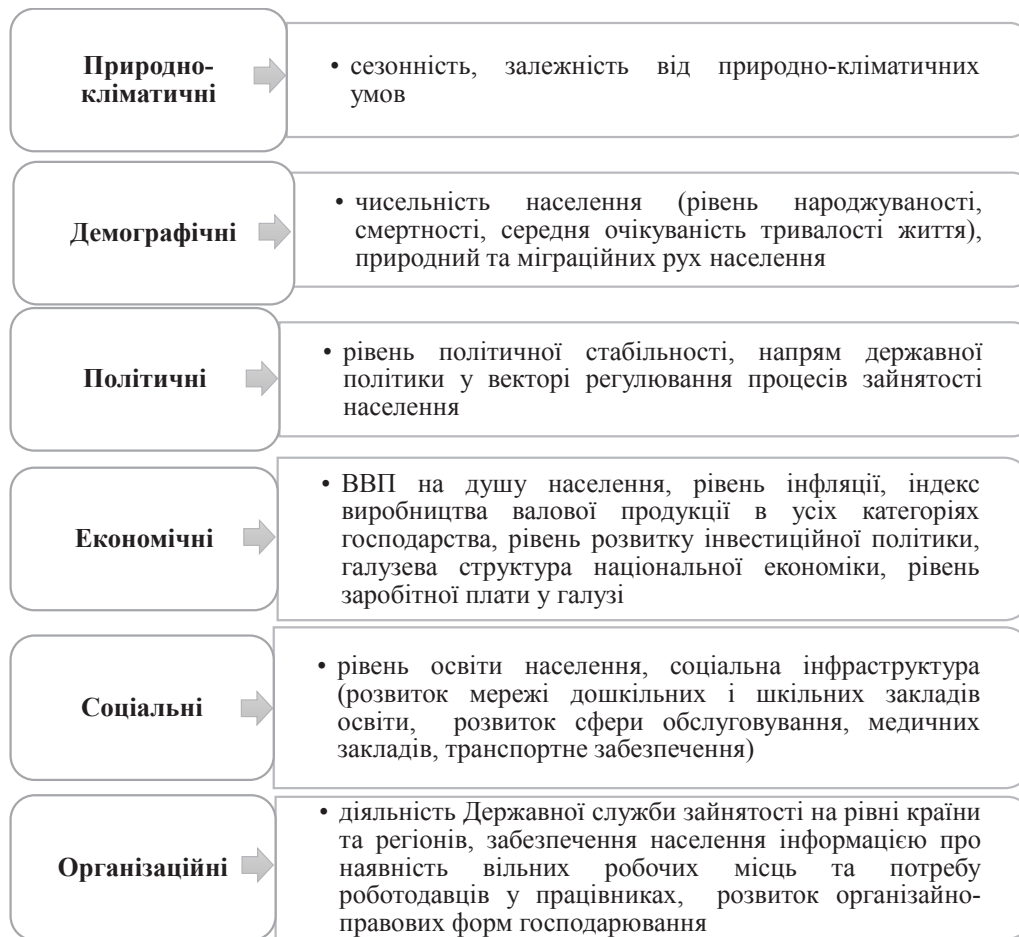 Природно-
кліматичні
• сезонність, залежність від природно-кліматичних
умов
Демографічні
• чисельність населення (рівень народжуваності,
смертності, середня очікуваність тривалості життя),
природний та міграційних рух населення
Політичні
• рівень політичної стабільності, напрям державної
політики у векторі регулювання процесів зайнятості
населення
Економічні
• ВВП на душу населення, рівень інфляції, індекс
виробництва валової продукції в усіх категоріях
господарства, рівень розвитку інвестиційної політики,
галузева структура національної економіки, рівень
заробітної плати у галузі
Соціальні
• рівень освіти населення, соціальна інфраструктура
(розвиток мережі дошкільних і шкільних закладів
освіти, розвиток сфери обслуговування, медичних
закладів, транспортне забезпечення)
Організаційні
• діяльність Державної служби зайнятості на рівні країни
та регіонів, забезпечення населення інформацією про
наявність вільних робочих місць та потребу
роботодавців у працівниках, розвиток організайно-
правових форм господарювання